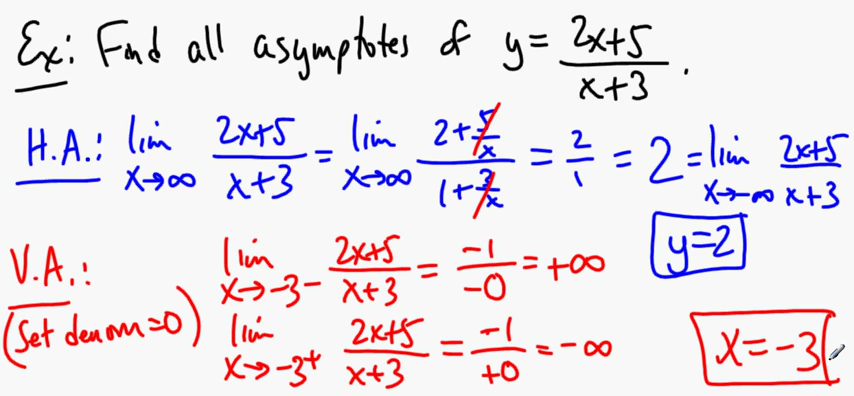 Ex: Find all asymptotes of y = (2x+5)/(x+3).
H.A.: lim x→∞ (2x+5)/(x+3) = lim x→∞ (2+5/x)/(1+3/x) = 2/1 = 2 = lim x→-∞ (2x+5)/(x+3)
y=2
V.A.: lim x→-3- (2x+5)/(x+3) = -1/-0 = +∞
(Set denom=0) lim x→-3+ (2x+5)/(x+3) = -1/+0 = -∞
x=-3